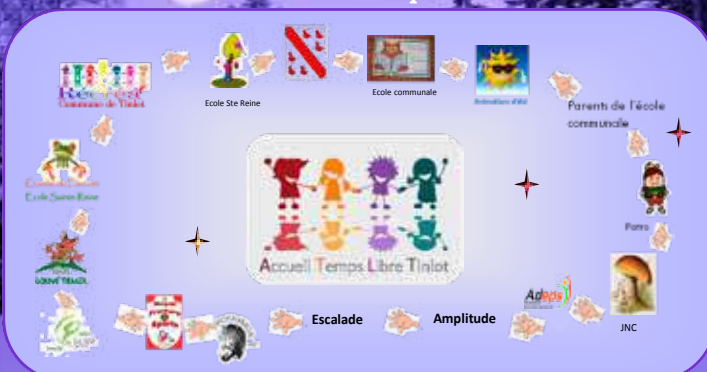 Commune de Tinlot
Ecole Ste Reine
Ecole communale
Animations d'été
Parents de l'école
communale
Ecole Sainte-Reine
Patro
Accueil Temps Libre Tinlot
Escalade
Amplitude
Adeps
JNC